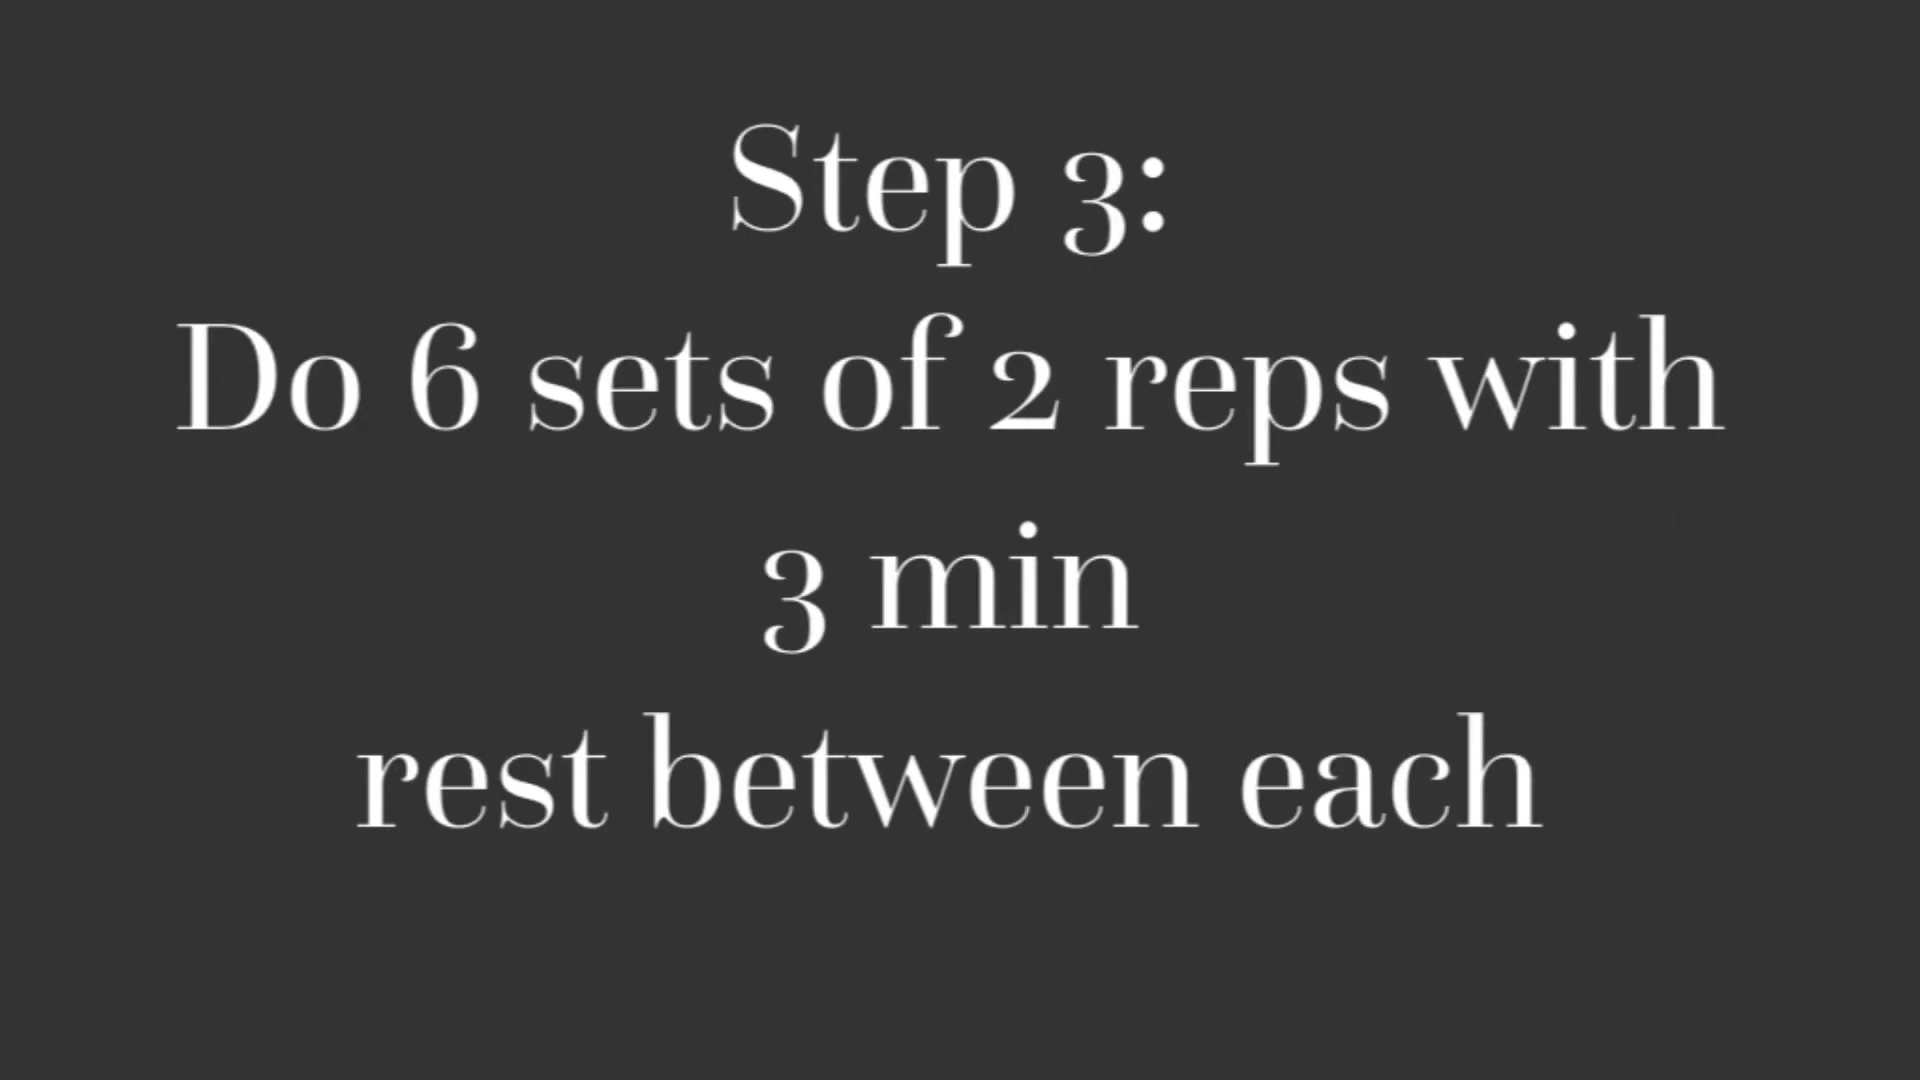 Step 3:
Do 6 sets of 2 reps with
3 min
rest between each